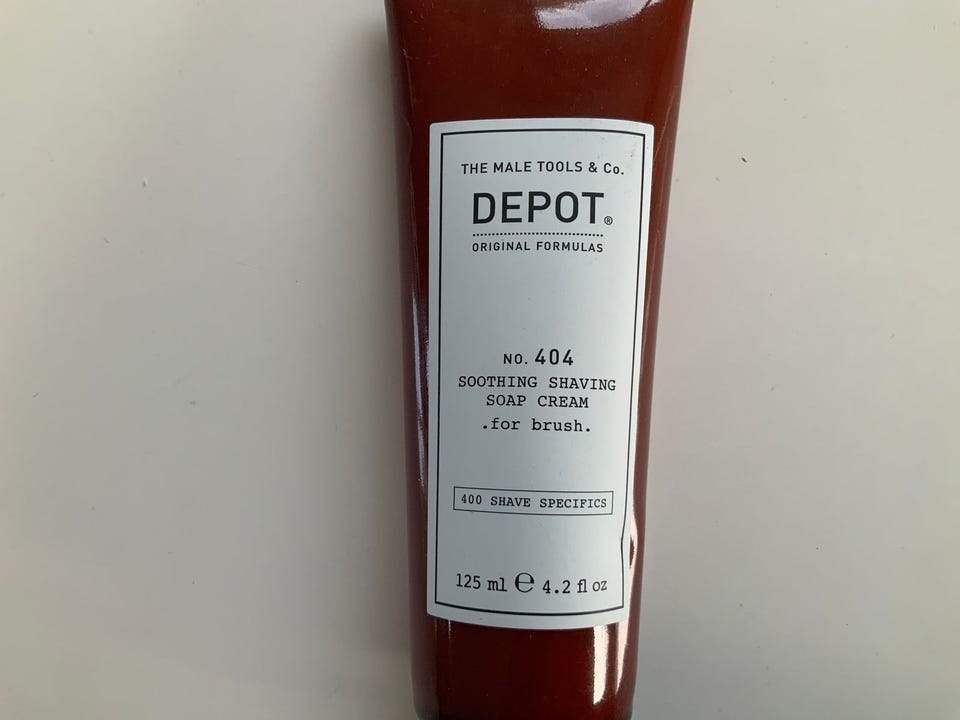 THE MALE TOOLS & Co.
DEPOT®
ORIGINAL FORMULAS
NO. 404
SOOTHING SHAVING
SOAP CREAM
.for brush.
400 SHAVE SPECIFICS
125 ml ℮ 4.2 fl oz